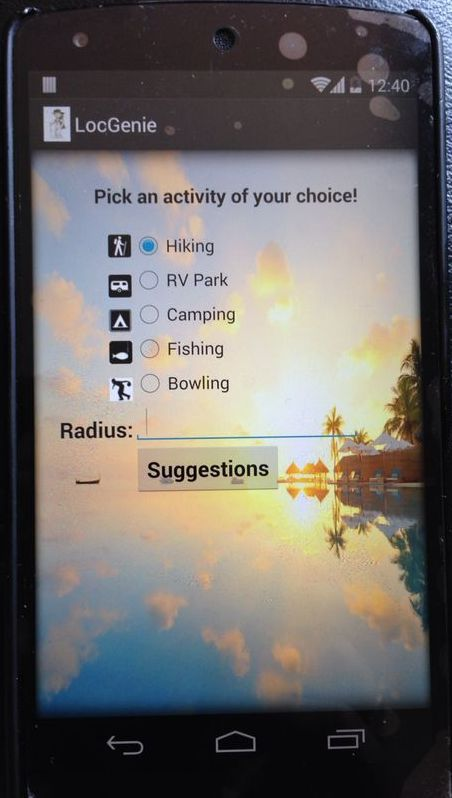 12:40
LocGenie
Pick an activity of your choice!
Hiking
RV Park
Camping
Fishing
Bowling
Radius:
Suggestions